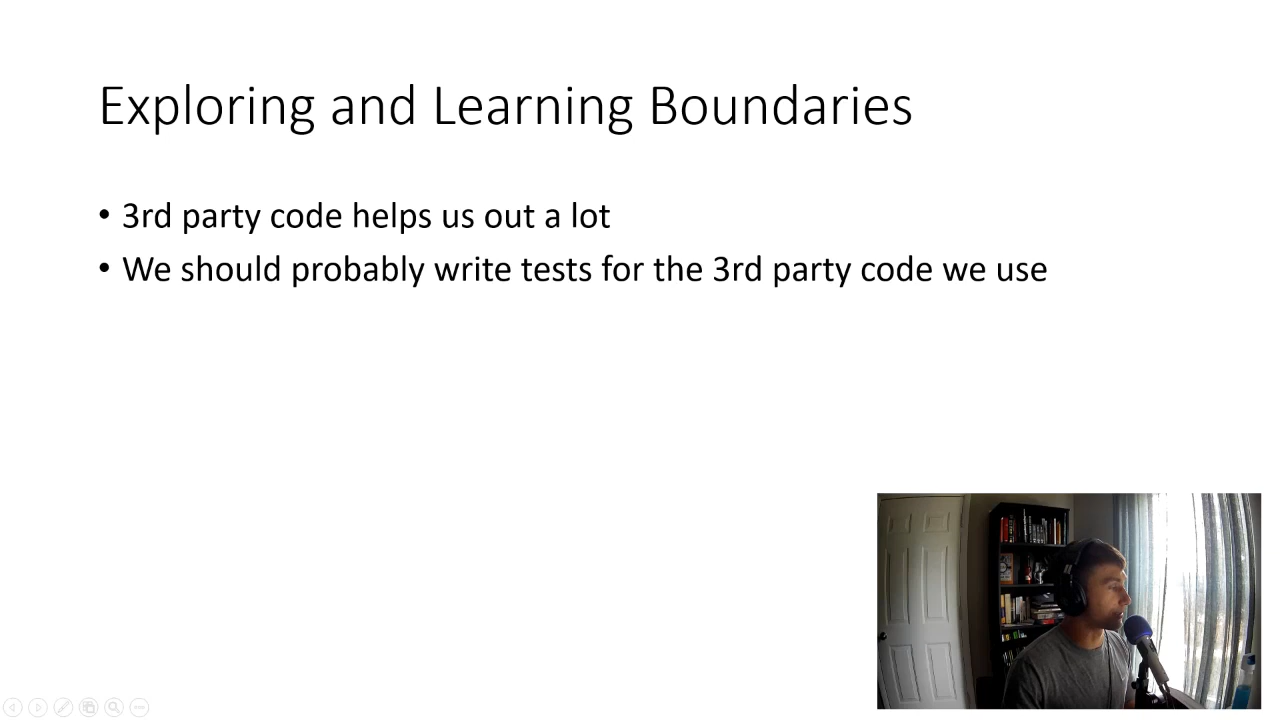 Exploring and Learning Boundaries
• 3rd party code helps us out a lot
• We should probably write tests for the 3rd party code we use